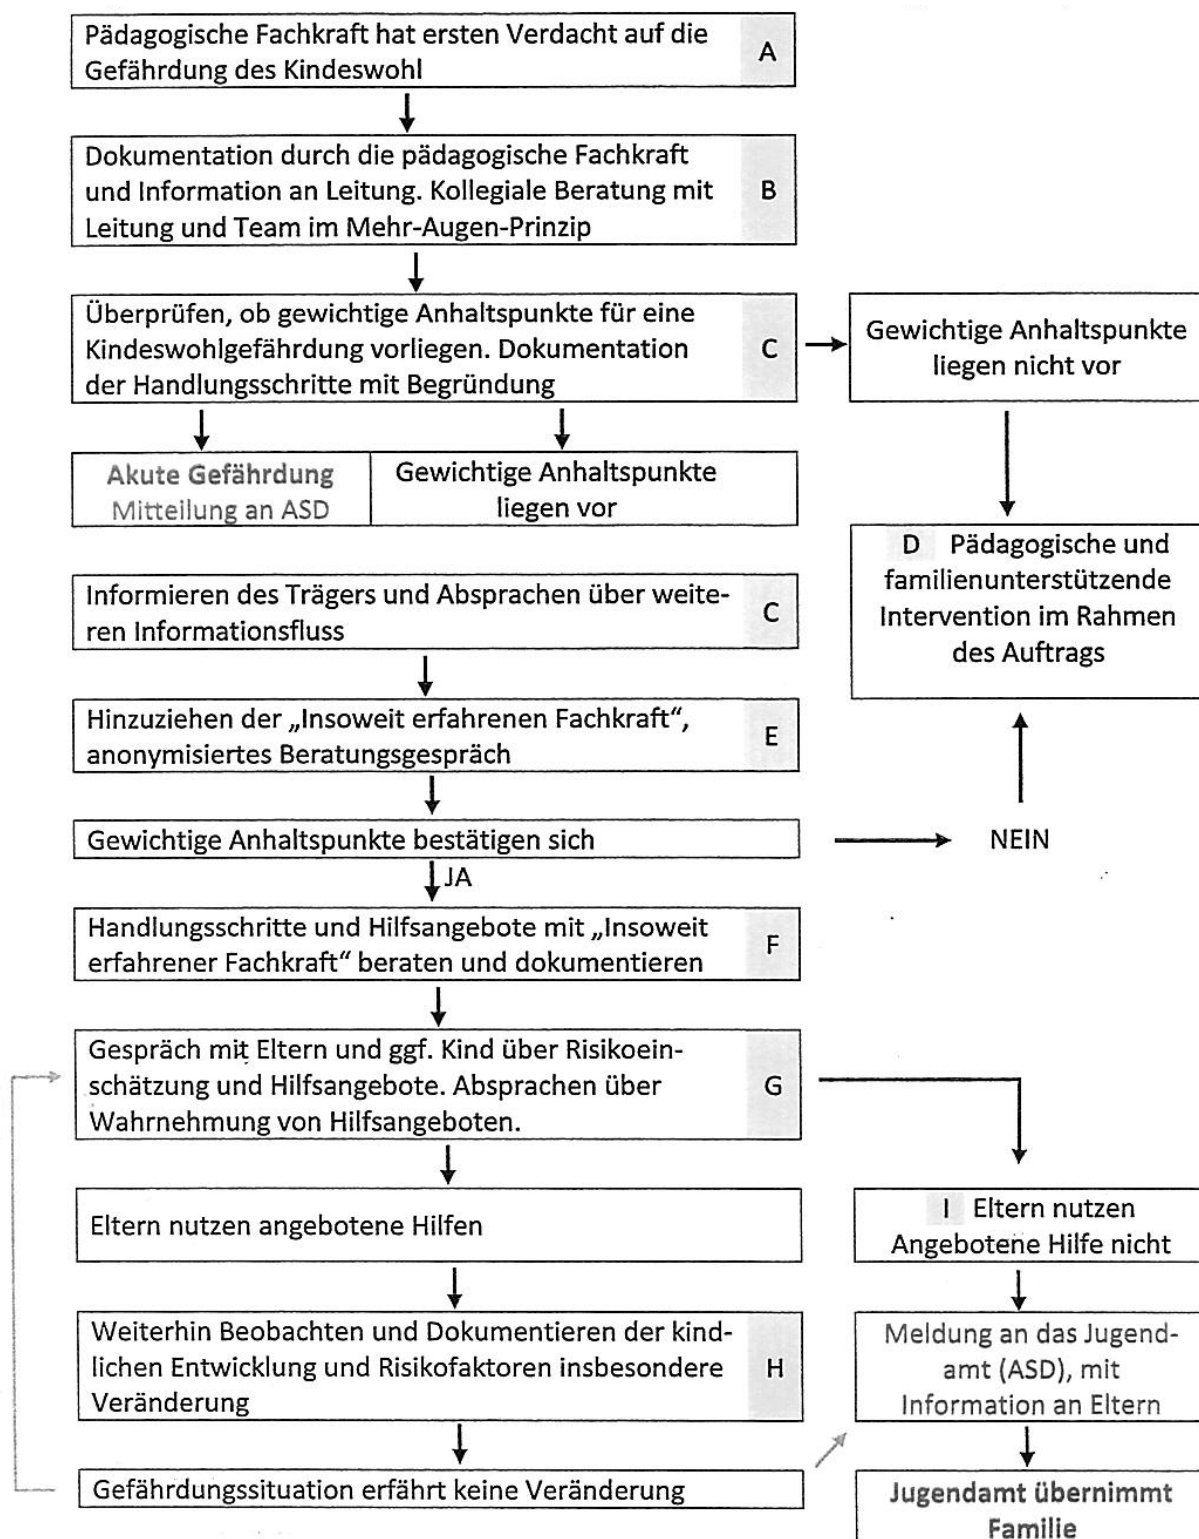 Pädagogische Fachkraft hat ersten Verdacht auf die
Gefährdung des Kindeswohl
A
Dokumentation durch die pädagogische Fachkraft
und Information an Leitung. Kollegiale Beratung mit
Leitung und Team im Mehr-Augen-Prinzip
B
Überprüfen, ob gewichtige Anhaltspunkte für eine
Kindeswohlgefährdung vorliegen. Dokumentation
der Handlungsschritte mit Begründung
C
Gewichtige Anhaltspunkte
liegen nicht vor
Akute Gefährdung
Mitteilung an ASD
Gewichtige Anhaltspunkte
liegen vor
D Pädagogische und
familienunterstützende
Intervention im Rahmen
des Auftrags
Informieren des Trägers und Absprachen über weite-
ren Informationsfluss
C
Hinzuziehen der „Insoweit erfahrenen Fachkraft“,
anonymisiertes Beratungsgespräch
E
Gewichtige Anhaltspunkte bestätigen sich
NEIN
JA
Handlungsschritte und Hilfsangebote mit „Insoweit
erfahrener Fachkraft“ beraten und dokumentieren
F
Gespräch mit Eltern und ggf. Kind über Risikoein-
schätzung und Hilfsangebote. Absprachen über
Wahrnehmung von Hilfsangeboten.
G
Eltern nutzen angebotene Hilfen
I Eltern nutzen
Angebotene Hilfe nicht
Weiterhin Beobachten und Dokumentieren der kind-
lichen Entwicklung und Risikofaktoren insbesondere
Veränderung
H
Meldung an das Jugend-
amt (ASD), mit
Information an Eltern
Gefährdungssituation erfährt keine Veränderung
Jugendamt übernimmt
Familie